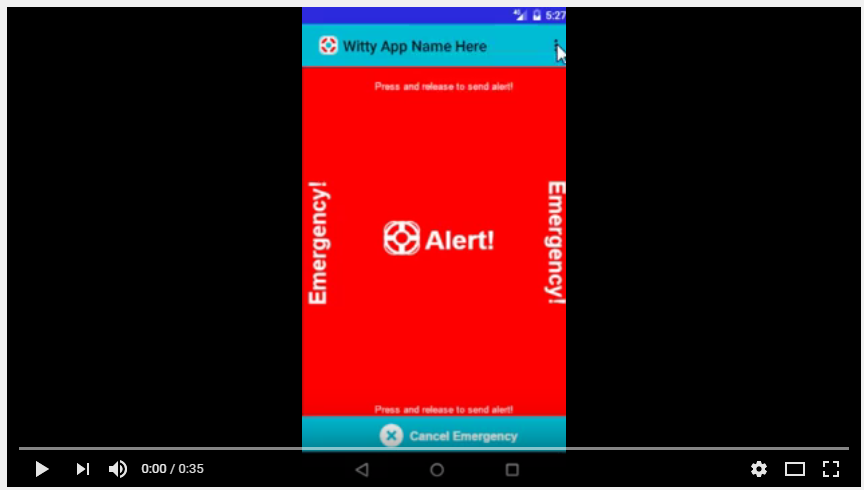 5:27
Witty App Name Here
Press and release to send alert!
Emergency!
Alert!
Emergency!
Press and release to send alert!
Cancel Emergency
0:00 / 0:35